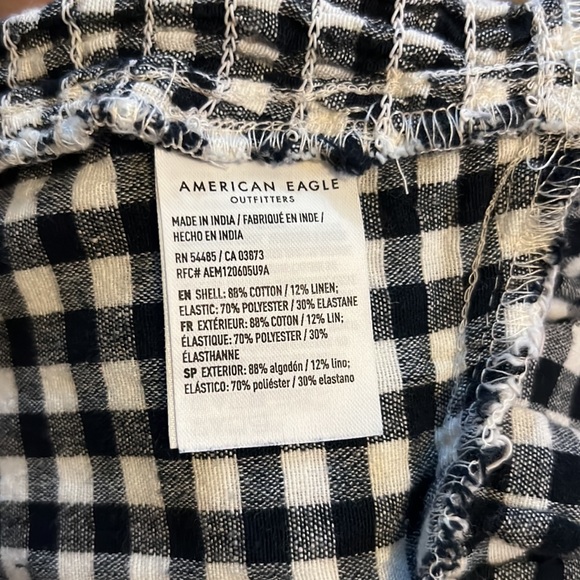 AMERICAN EAGLE
OUTFITTERS
MADE IN INDIA / FABRIQUÉ EN INDE /
HECHO EN INDIA
RN 54485 / CA 03873
RFC# AEM120605U9A
EN SHELL: 88% COTTON / 12% LINEN;
ELASTIC: 70% POLYESTER / 30% ELASTANE
FR EXTÉRIEUR: 88% COTON / 12% LIN;
ÉLASTIQUE: 70% POLYESTER / 30%
ÉLASTHANNE
SP EXTERIOR: 88% algodón / 12% lino;
ELÁSTICO: 70% poliéster / 30% elastano